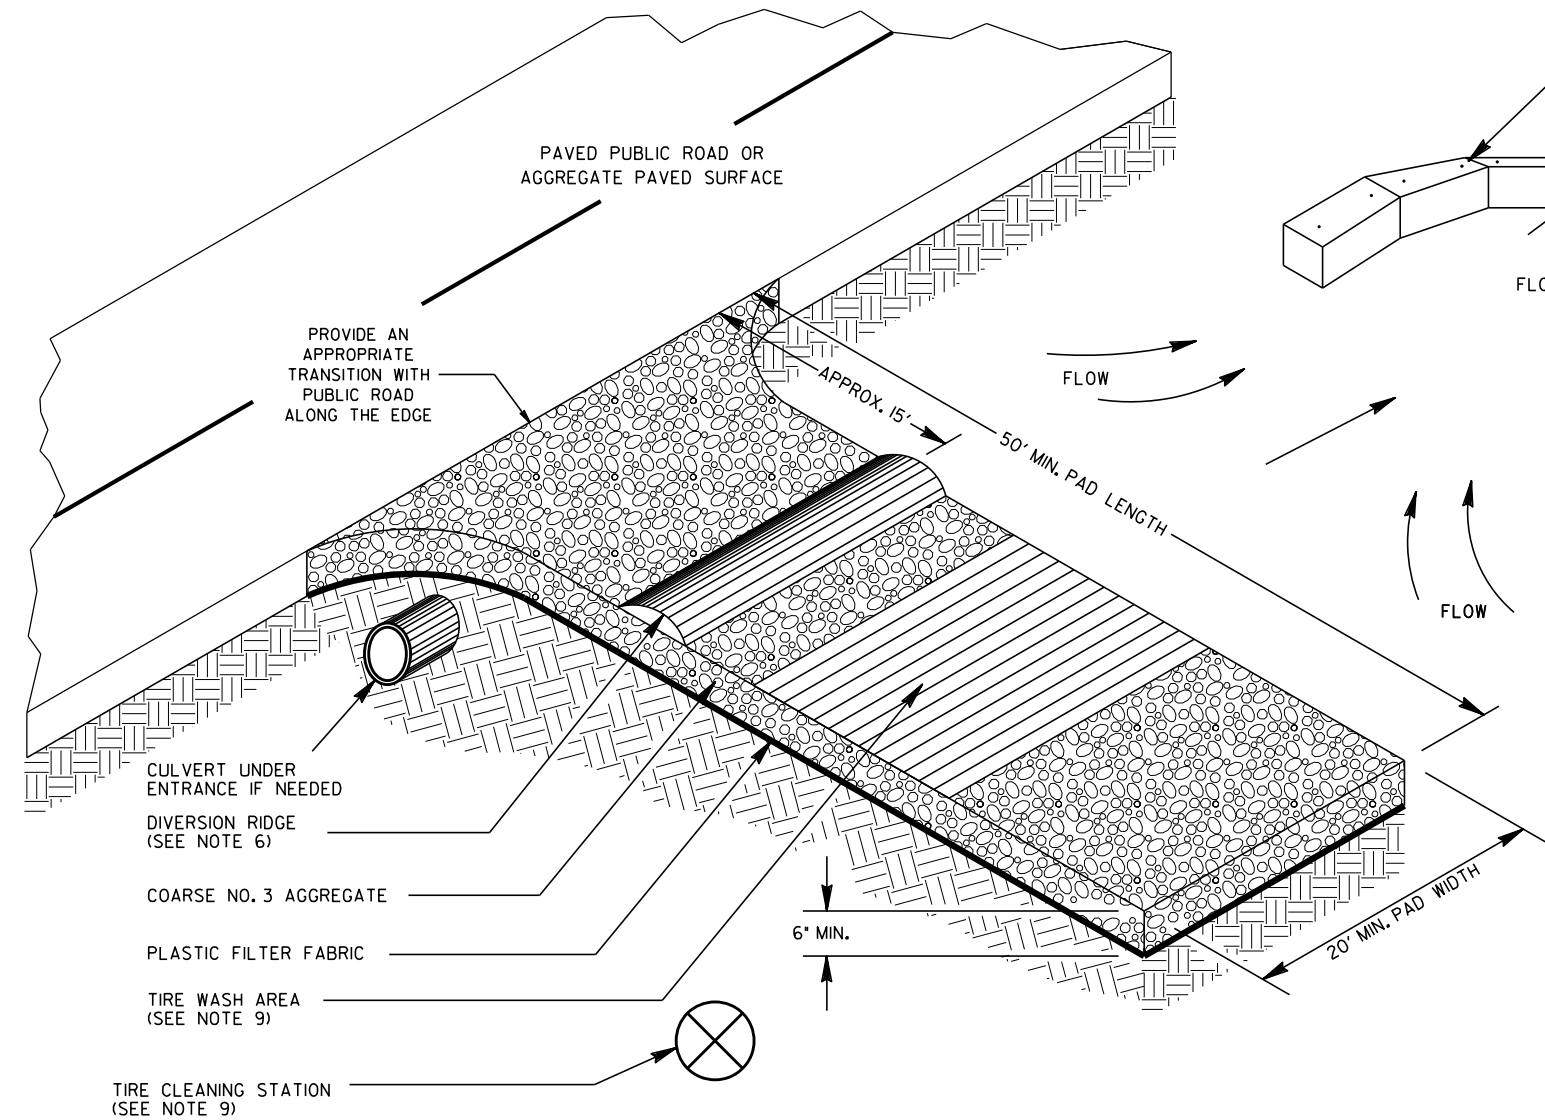 PAVED PUBLIC ROAD OR
AGGREGATE PAVED SURFACE
PROVIDE AN
APPROPRIATE
TRANSITION WITH
PUBLIC ROAD
ALONG THE EDGE
APPROX. 15'
50' MIN. PAD LENGTH
FLOW
FLOW
20' MIN. PAD WIDTH
6" MIN.
CULVERT UNDER
ENTRANCE IF NEEDED
DIVERSION RIDGE
(SEE NOTE 6)
COARSE NO. 3 AGGREGATE
PLASTIC FILTER FABRIC
TIRE WASH AREA
(SEE NOTE 9)
TIRE CLEANING STATION
(SEE NOTE 9)